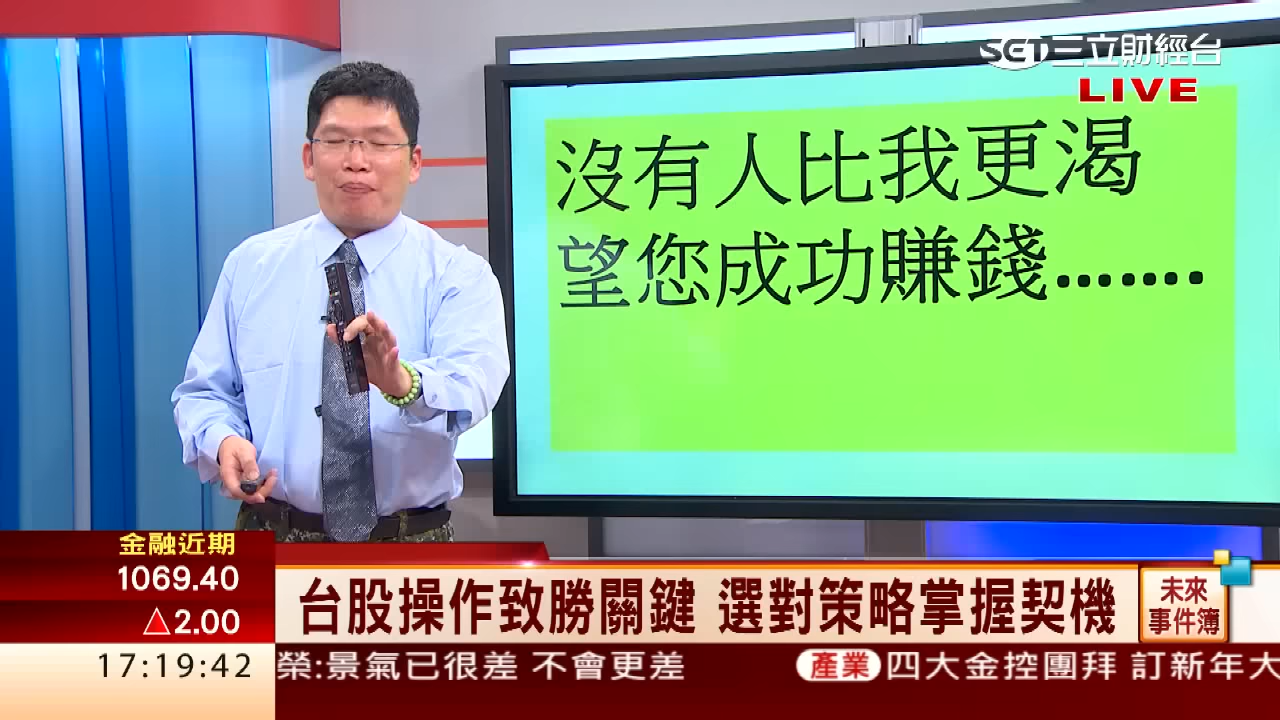 SET三立財經台
LIVE
沒有人比我更渴
望您成功賺錢.......
金融近期
1069.40
△2.00
台股操作致勝關鍵 選對策略掌握契機
未來
事件簿
17:19:42
榮:景氣已很差 不會更差
產業 四大金控團拜 訂新年大